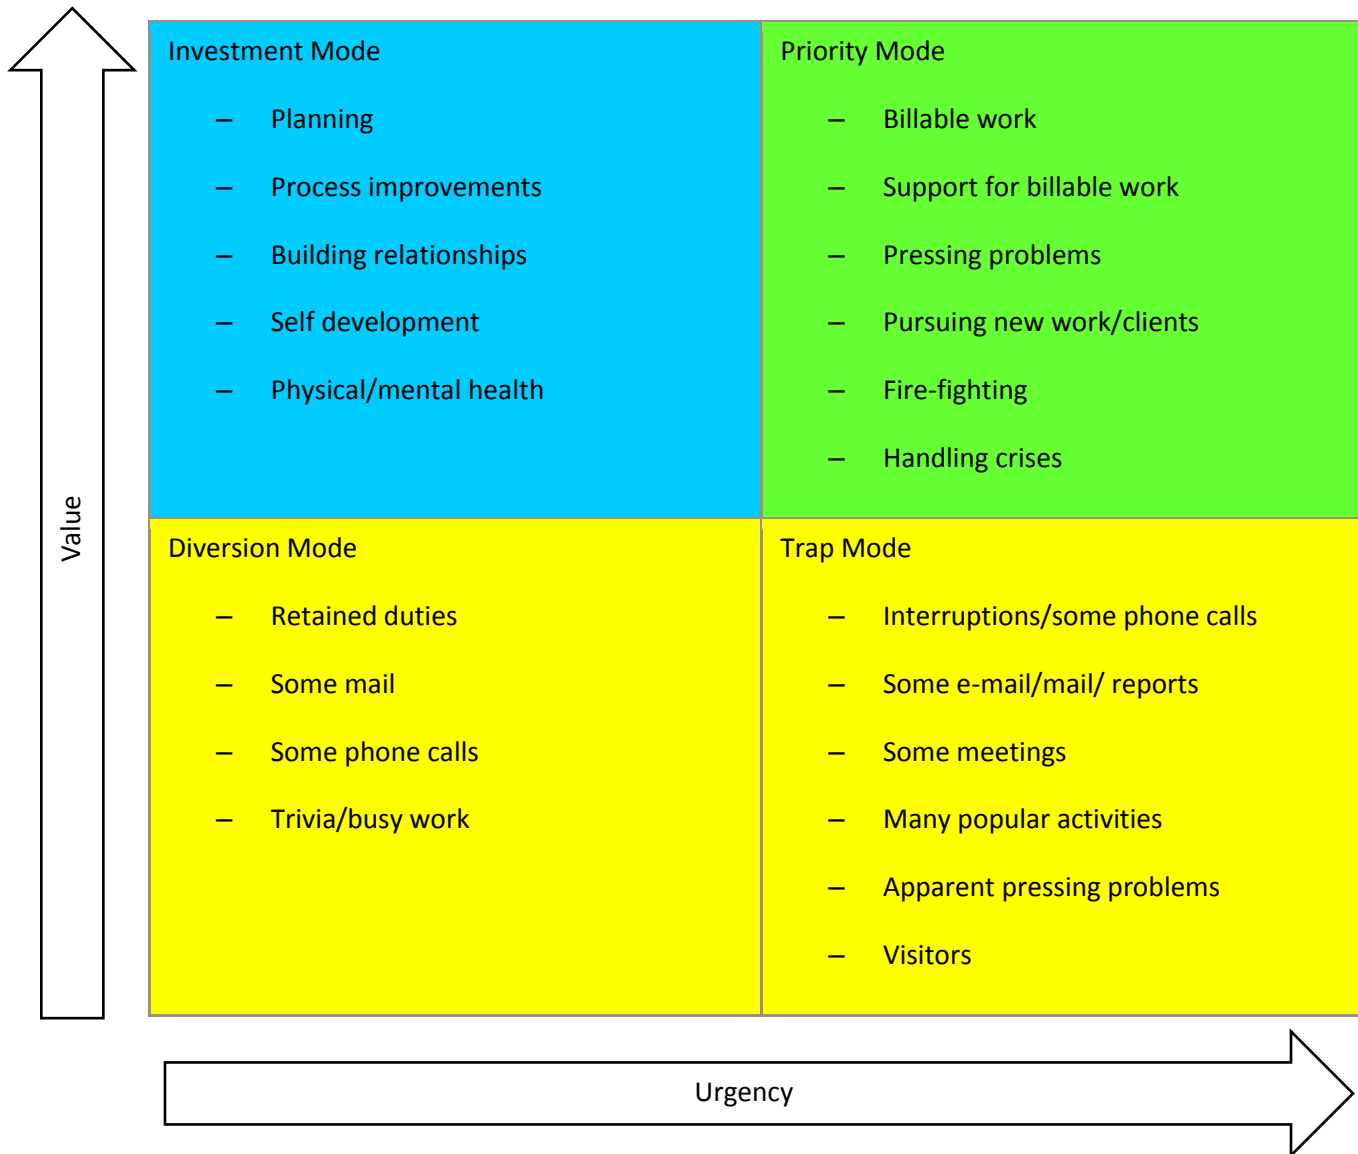 Investment Mode
– Planning
– Process improvements
– Building relationships
– Self development
– Physical/mental health
Priority Mode
– Billable work
– Support for billable work
– Pressing problems
– Pursuing new work/clients
– Fire-fighting
– Handling crises
Value
Diversion Mode
– Retained duties
– Some mail
– Some phone calls
– Trivia/busy work
Trap Mode
– Interruptions/some phone calls
– Some e-mail/mail/ reports
– Some meetings
– Many popular activities
– Apparent pressing problems
– Visitors
Urgency